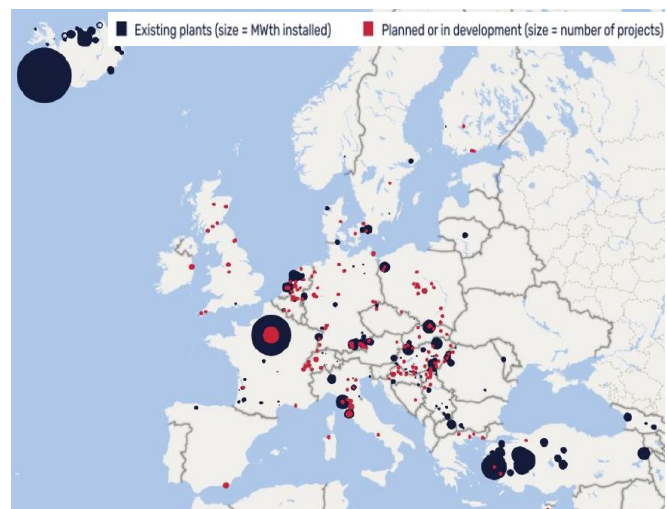 Existing plants (size = MWth installed) Planned or in development (size = number of projects)